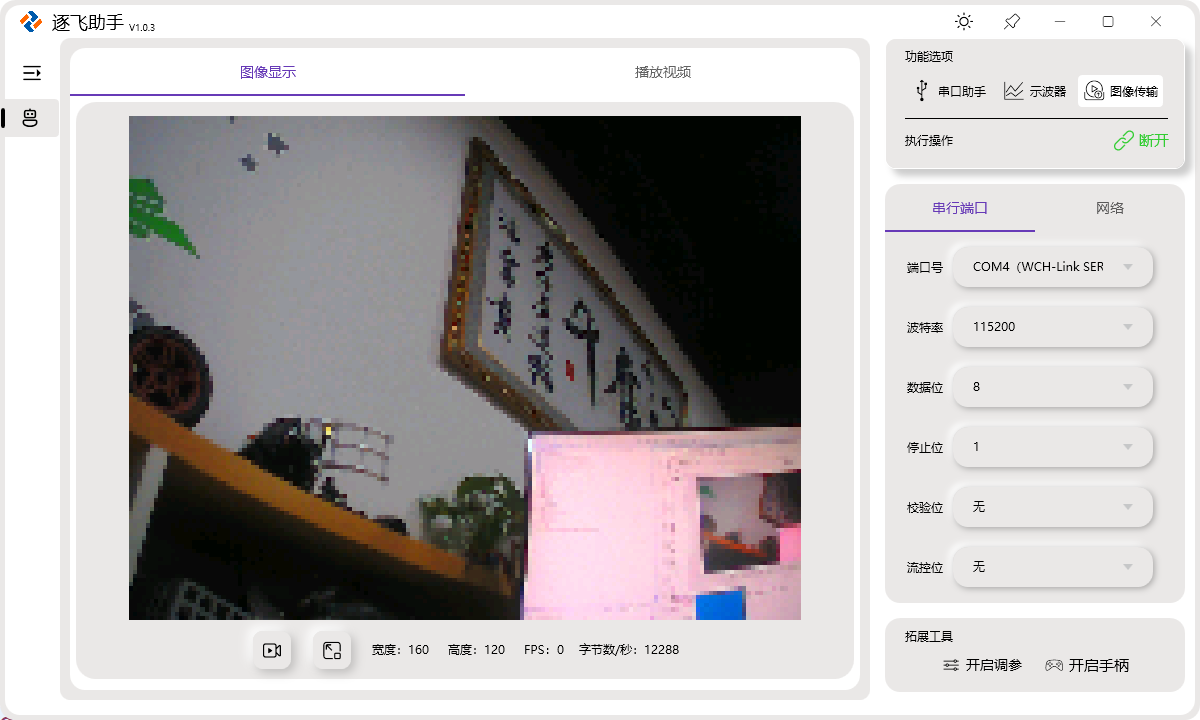 逐飞助手 V1.0.3
图像显示
播放视频
宽度：160 高度：120 FPS：0 字节数/秒：12288
功能选项
串口助手 示波器 图像传输
执行操作 断开
串行端口 网络
端口号 COM4（WCH-Link SER
波特率 115200
数据位 8
停止位 1
校验位 无
流控位 无
拓展工具
开启调参 开启手柄